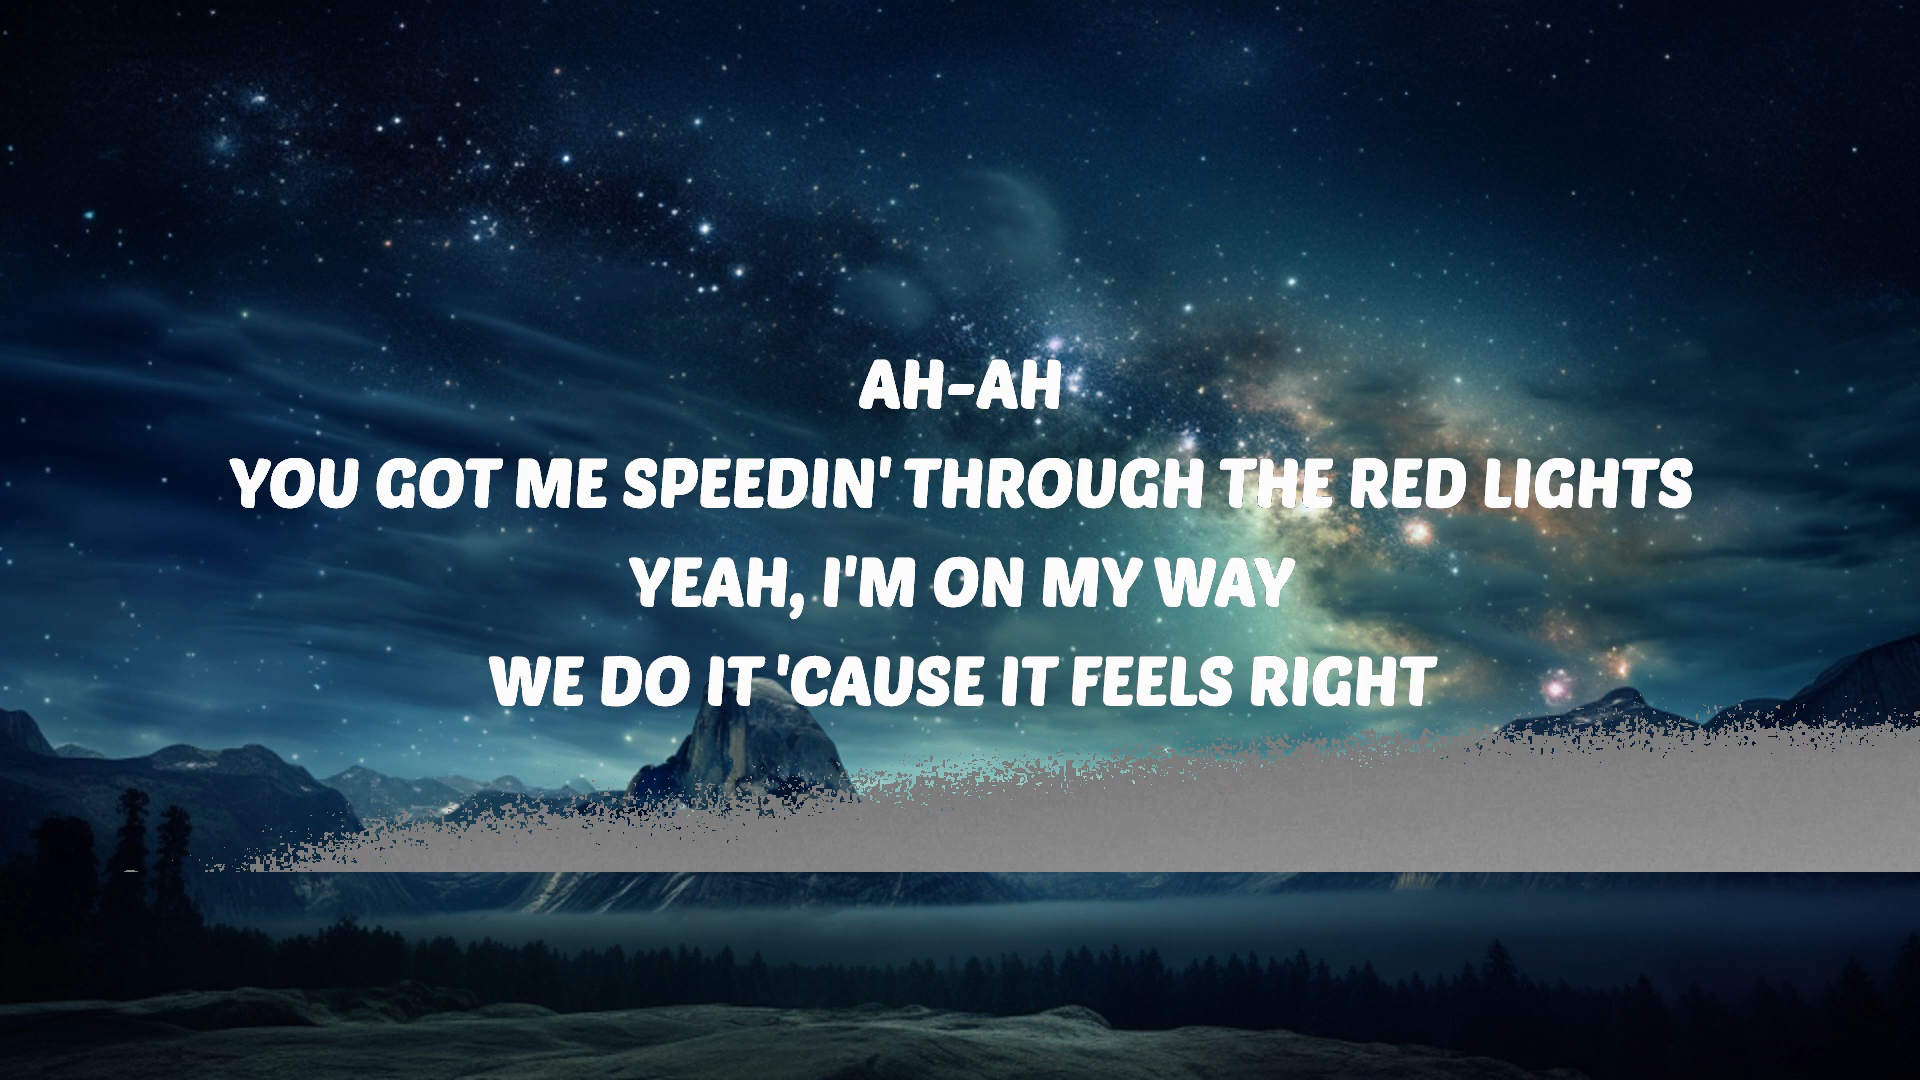 AH-AH
YOU GOT ME SPEEDIN' THROUGH THE RED LIGHTS
YEAH, I'M ON MY WAY
WE DO IT 'CAUSE IT FEELS RIGHT